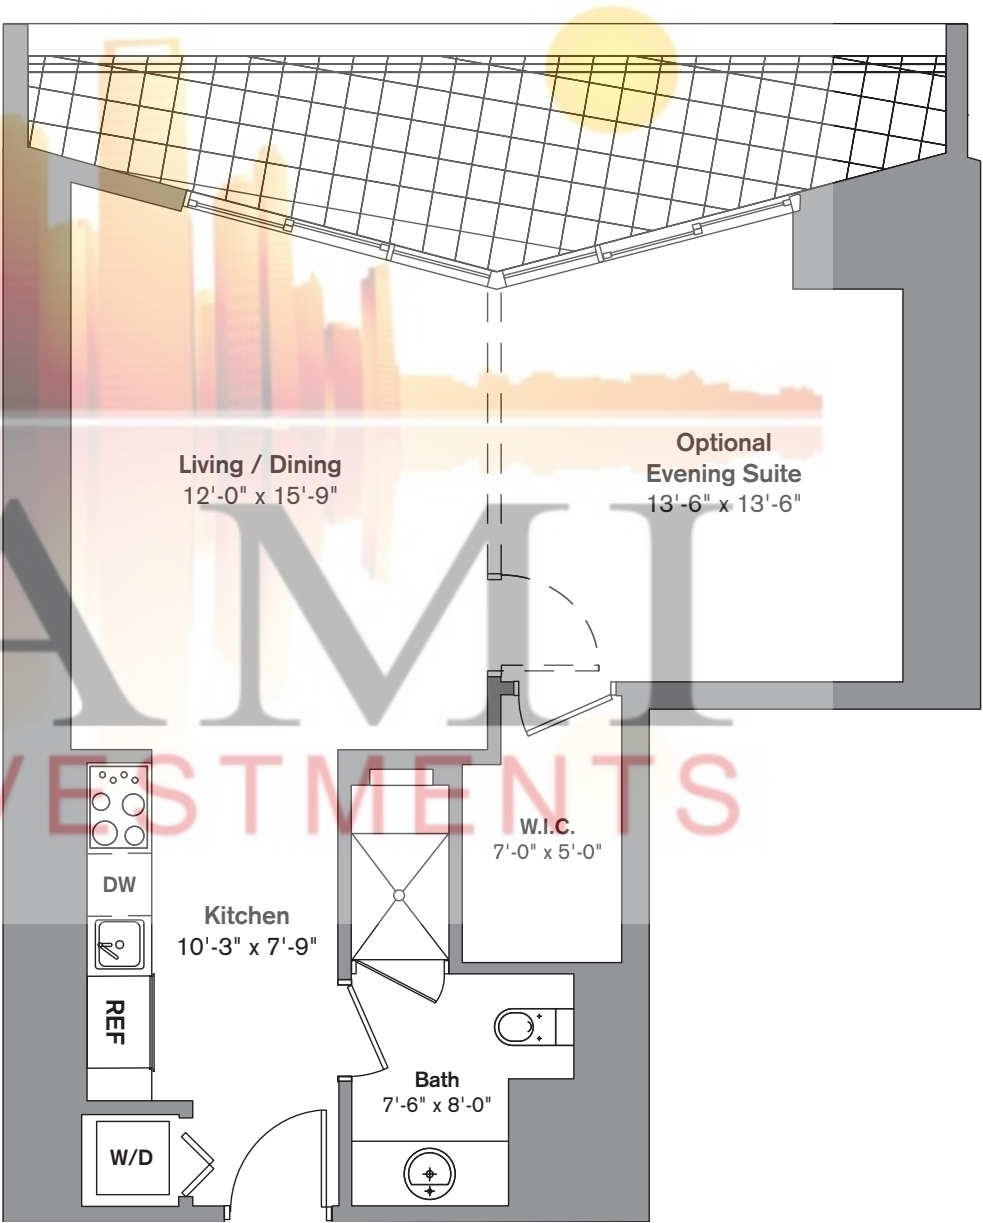 Living / Dining
12'-0" x 15'-9"
Optional
Evening Suite
13'-6" x 13'-6"
AMI
VESTMENTS
W.I.C.
7'-0" x 5'-0"
DW
Kitchen
10'-3" x 7'-9"
REF
Bath
7'-6" x 8'-0"
W/D